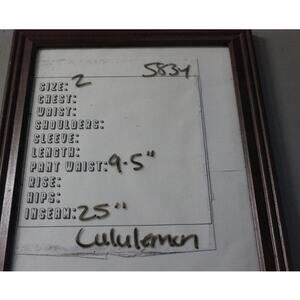 5834
SIZE: 2
CHEST:
WAIST:
SHOULDERS:
SLEEVE:
LENGTH:
PANT WAIST: 9.5"
RISE:
HIPS:
INSEAM: 25"
Lululemon